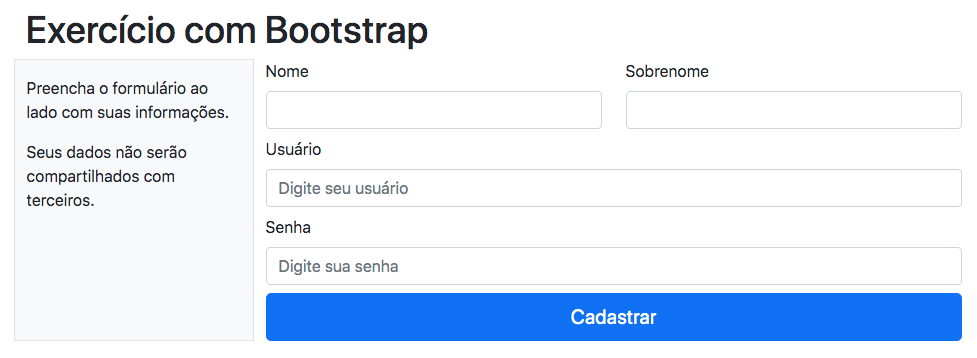 Exercício com Bootstrap
Preencha o formulário ao
lado com suas informações.
Seus dados não serão
compartilhados com
terceiros.
Nome
Sobrenome
Usuário
Digite seu usuário
Senha
Digite sua senha
Cadastrar